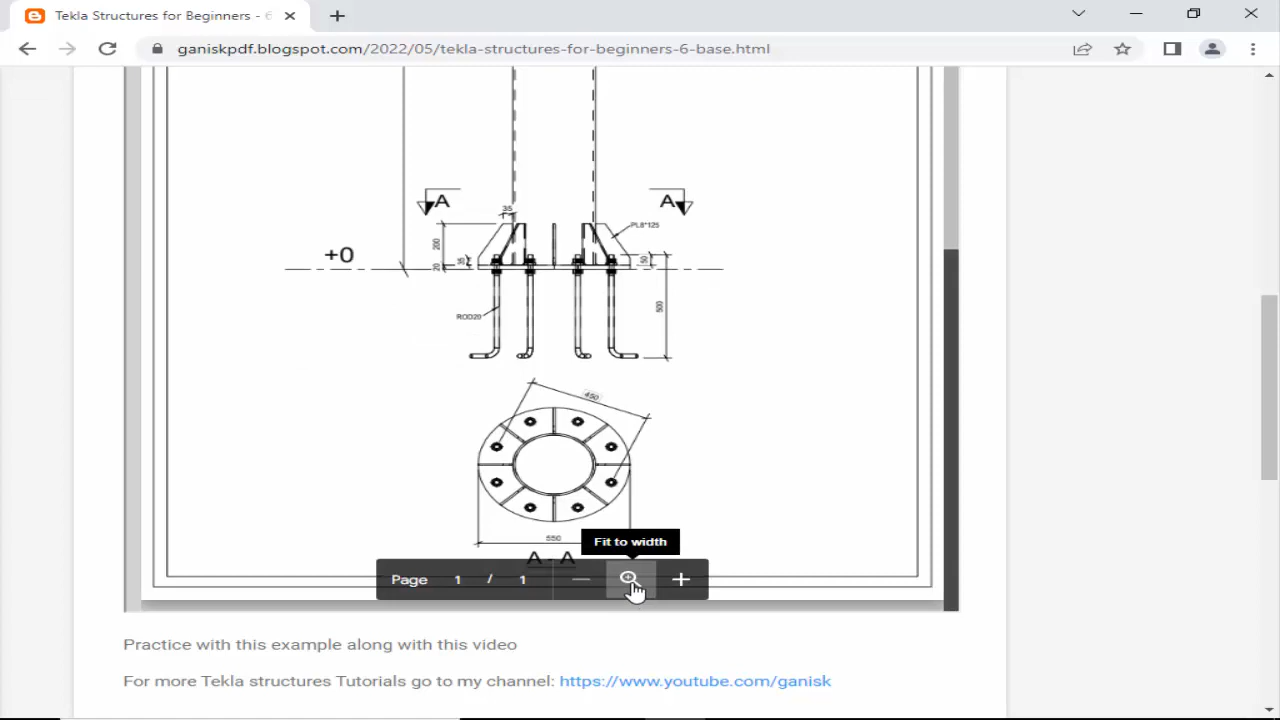 Tekla Structures for Beginners - 6
ganiskpdf.blogspot.com/2022/05/tekla-structures-for-beginners-6-base.html
A
A
35
PL8*125
200
+0
35
50
20
ROD20
500
450
550
Fit to width
A - A
Page 1 / 1
Practice with this example along with this video
For more Tekla structures Tutorials go to my channel: https://www.youtube.com/ganisk